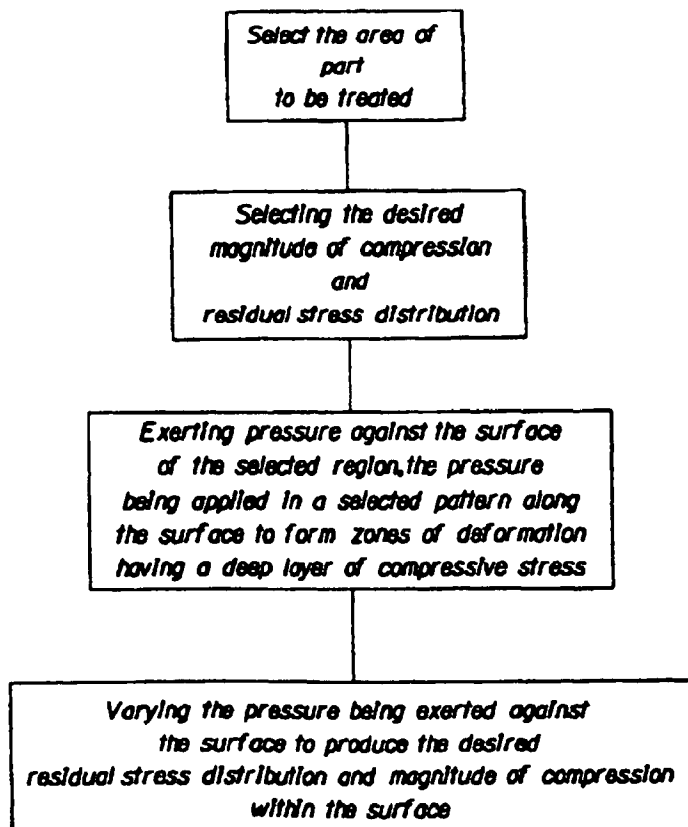 Select the area of
part
to be treated
Selecting the desired
magnitude of compression
and
residual stress distribution
Exerting pressure against the surface
of the selected region, the pressure
being applied in a selected pattern along
the surface to form zones of deformation
having a deep layer of compressive stress
Varying the pressure being exerted against
the surface to produce the desired
residual stress distribution and magnitude of compression
within the surface